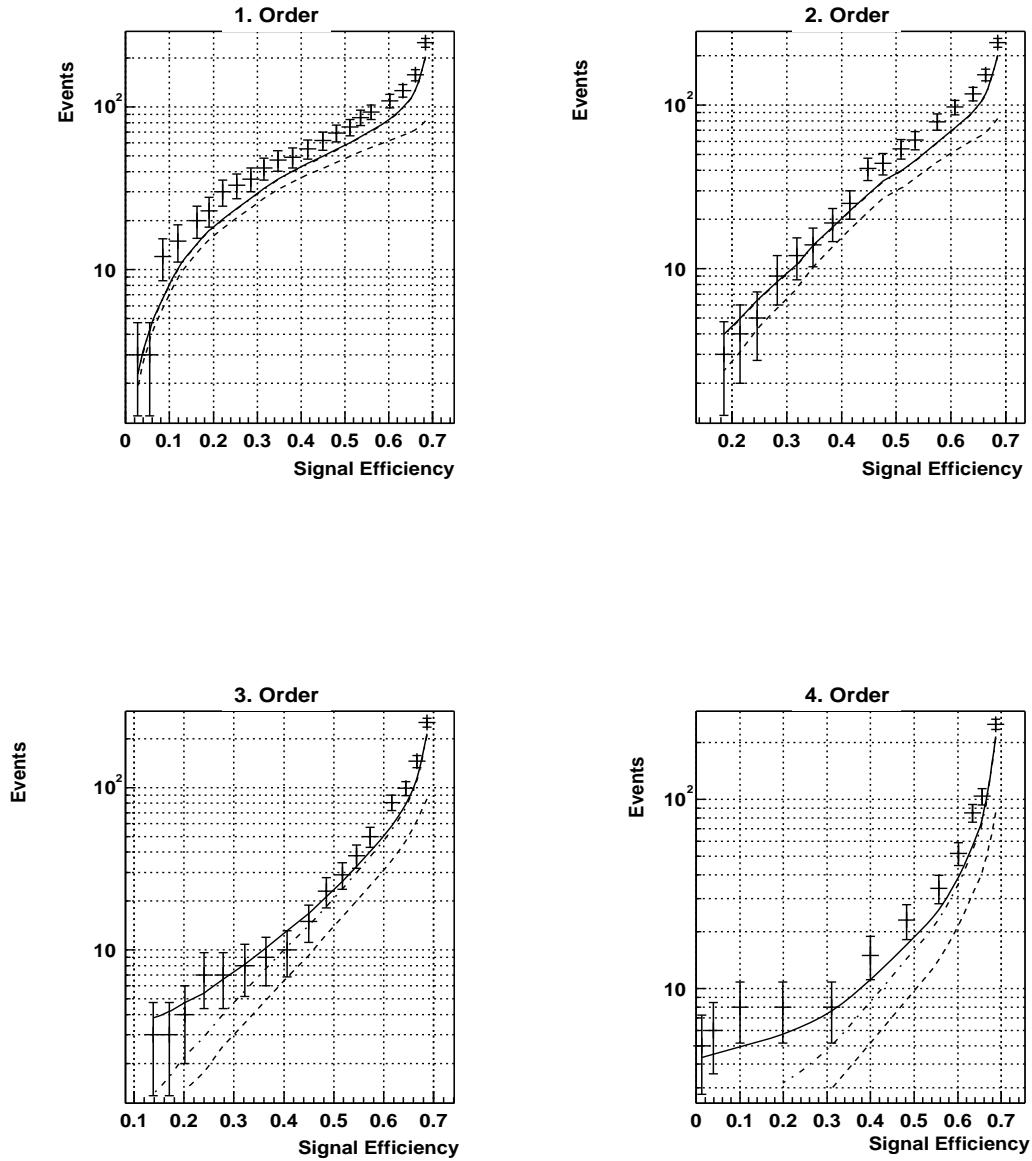 1. Order
Events
10²
10
0 0.1 0.2 0.3 0.4 0.5 0.6 0.7
Signal Efficiency
2. Order
Events
10²
10
0.2 0.3 0.4 0.5 0.6 0.7
Signal Efficiency
3. Order
Events
10²
10
0.1 0.2 0.3 0.4 0.5 0.6 0.7
Signal Efficiency
4. Order
Events
10²
10
0 0.1 0.2 0.3 0.4 0.5 0.6 0.7
Signal Efficiency